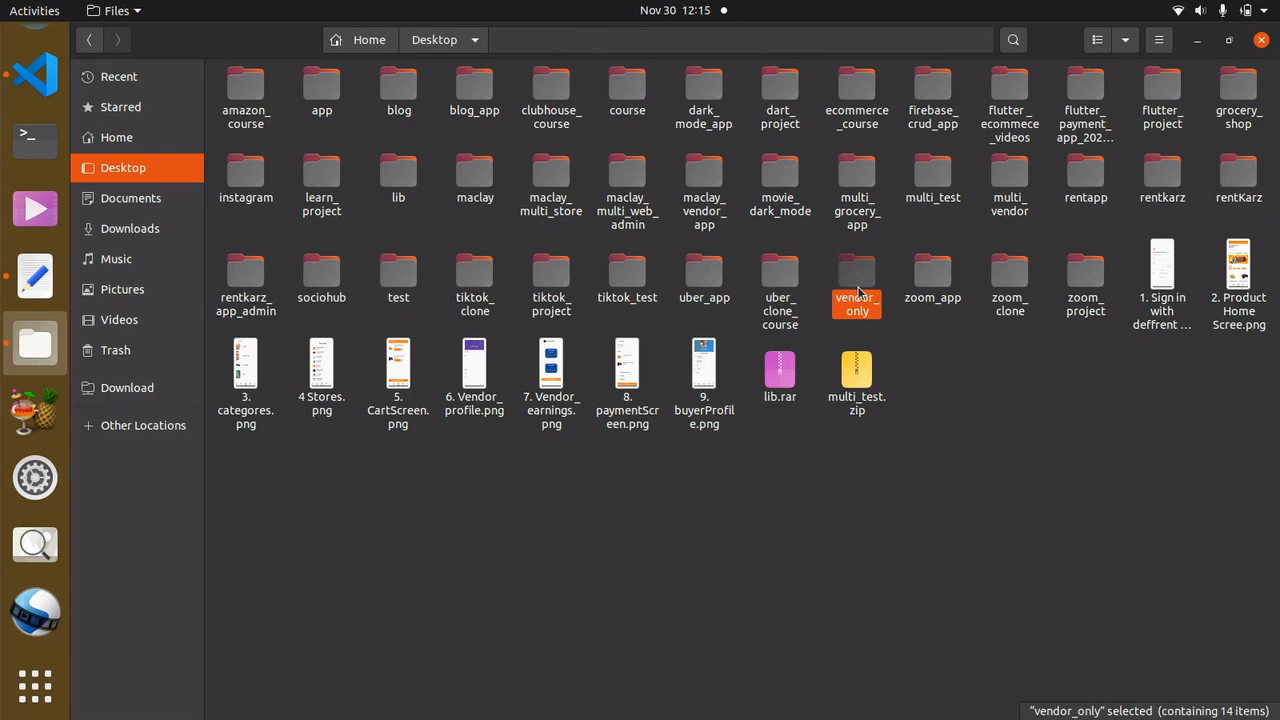 Activities
Files
Nov 30 12:15
Home
Desktop
Recent
Starred
Home
Desktop
Documents
Downloads
Music
Pictures
Videos
Trash
Download
Other Locations
amazon_
course
app
blog
blog_app
clubhouse_
course
course
dark_
mode_app
dart_
project
ecommerce
_course
firebase_
crud_app
flutter_
ecommece
_videos
flutter_
payment_
app_202...
flutter_
project
grocery_
shop
instagram
learn_
project
lib
maclay
maclay_
multi_store
maclay_
multi_web_
admin
maclay_
vendor_
app
movie_
dark_mode
multi_
grocery_
app
multi_test
multi_
vendor
rentapp
rentkarz
rentKarz
rentkarz_
app_admin
sociohub
test
tiktok_
clone
tiktok_
project
tiktok_test
uber_app
uber_
clone_
course
vendor_
only
zoom_app
zoom_
clone
zoom_
project
1. Sign in
with
deffrent ...
2. Product
Home
Scree.png
3.
categores.
png
4 Stores.
png
5.
CartScreen.
png
6. Vendor_
profile.png
7. Vendor_
earnings.
png
8.
paymentScr
een.png
9.
buyerProfil
e.png
lib.rar
multi_test.
zip
"vendor_only" selected (containing 14 items)